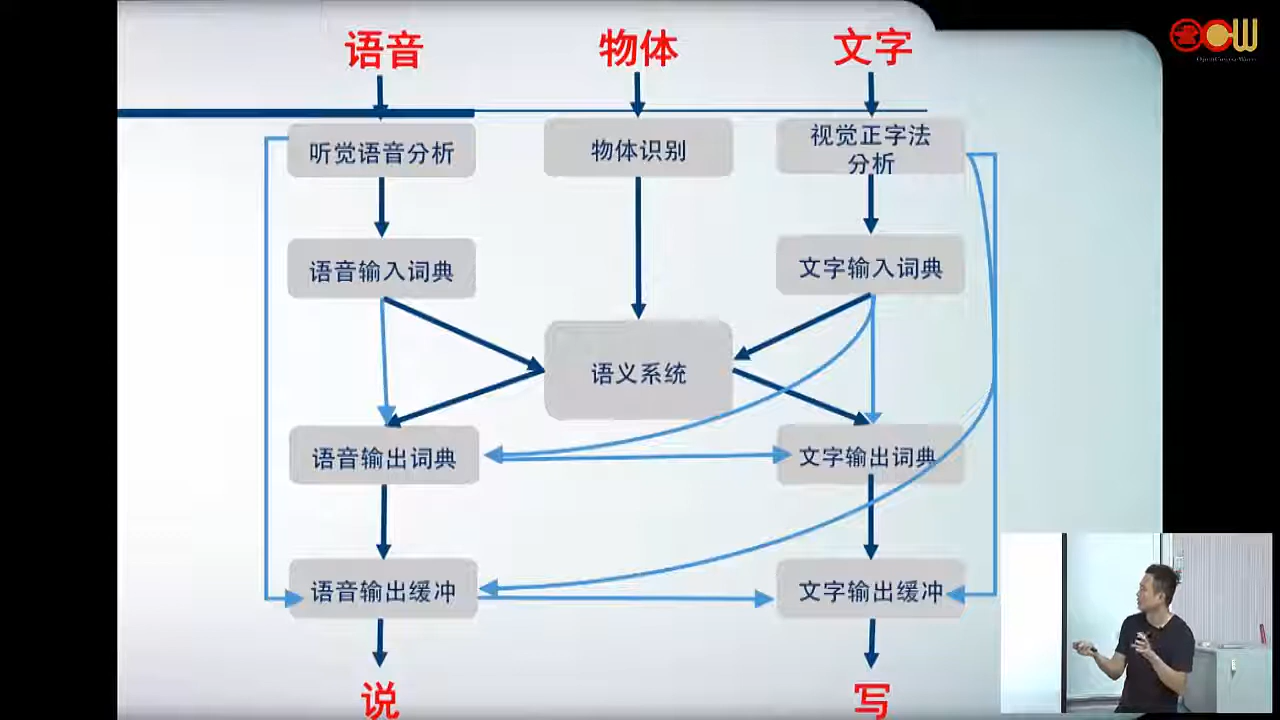 语音
物体
文字
OCW
OpenCourseWare
听觉语音分析
物体识别
视觉正字法
分析
语音输入词典
文字输入词典
语义系统
语音输出词典
文字输出词典
语音输出缓冲
文字输出缓冲
说
写